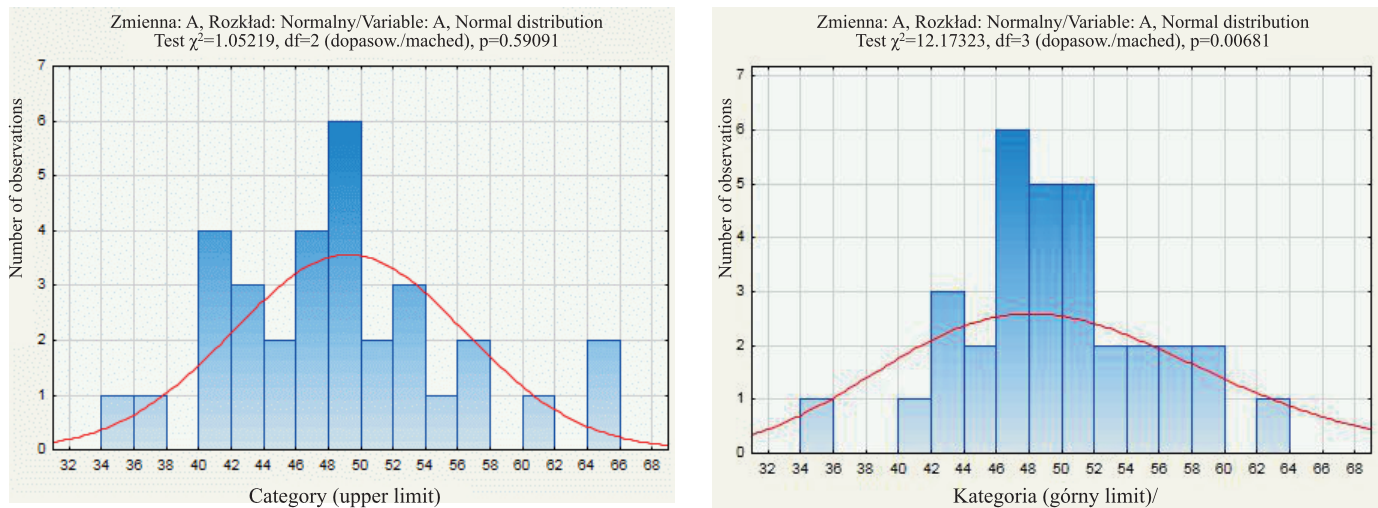 Zmienna: A, Rozkład: Normalny/Variable: A, Normal distribution
Test χ²=1.05219, df=2 (dopasow./mached), p=0.59091
Number of observations
7
6
5
4
3
2
1
0
32 34 36 38 40 42 44 46 48 50 52 54 56 58 60 62 64 66 68
Category (upper limit)
Zmienna: A, Rozkład: Normalny/Variable: A, Normal distribution
Test χ²=12.17323, df=3 (dopasow./mached), p=0.00681
Number of observations
7
6
5
4
3
2
1
0
32 34 36 38 40 42 44 46 48 50 52 54 56 58 60 62 64 66 68
Kategoria (górny limit)/